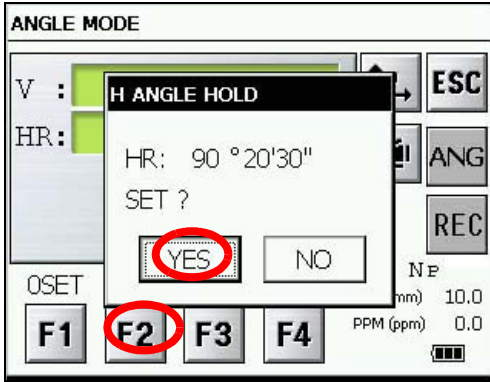 ANGLE MODE
V :
ESC
H ANGLE HOLD
HR:
HR: 90 °20'30"
ANG
SET ?
REC
YES NO
NP
0SET
mm) 10.0
F1 F2 F3 F4
PPM (ppm) 0.0